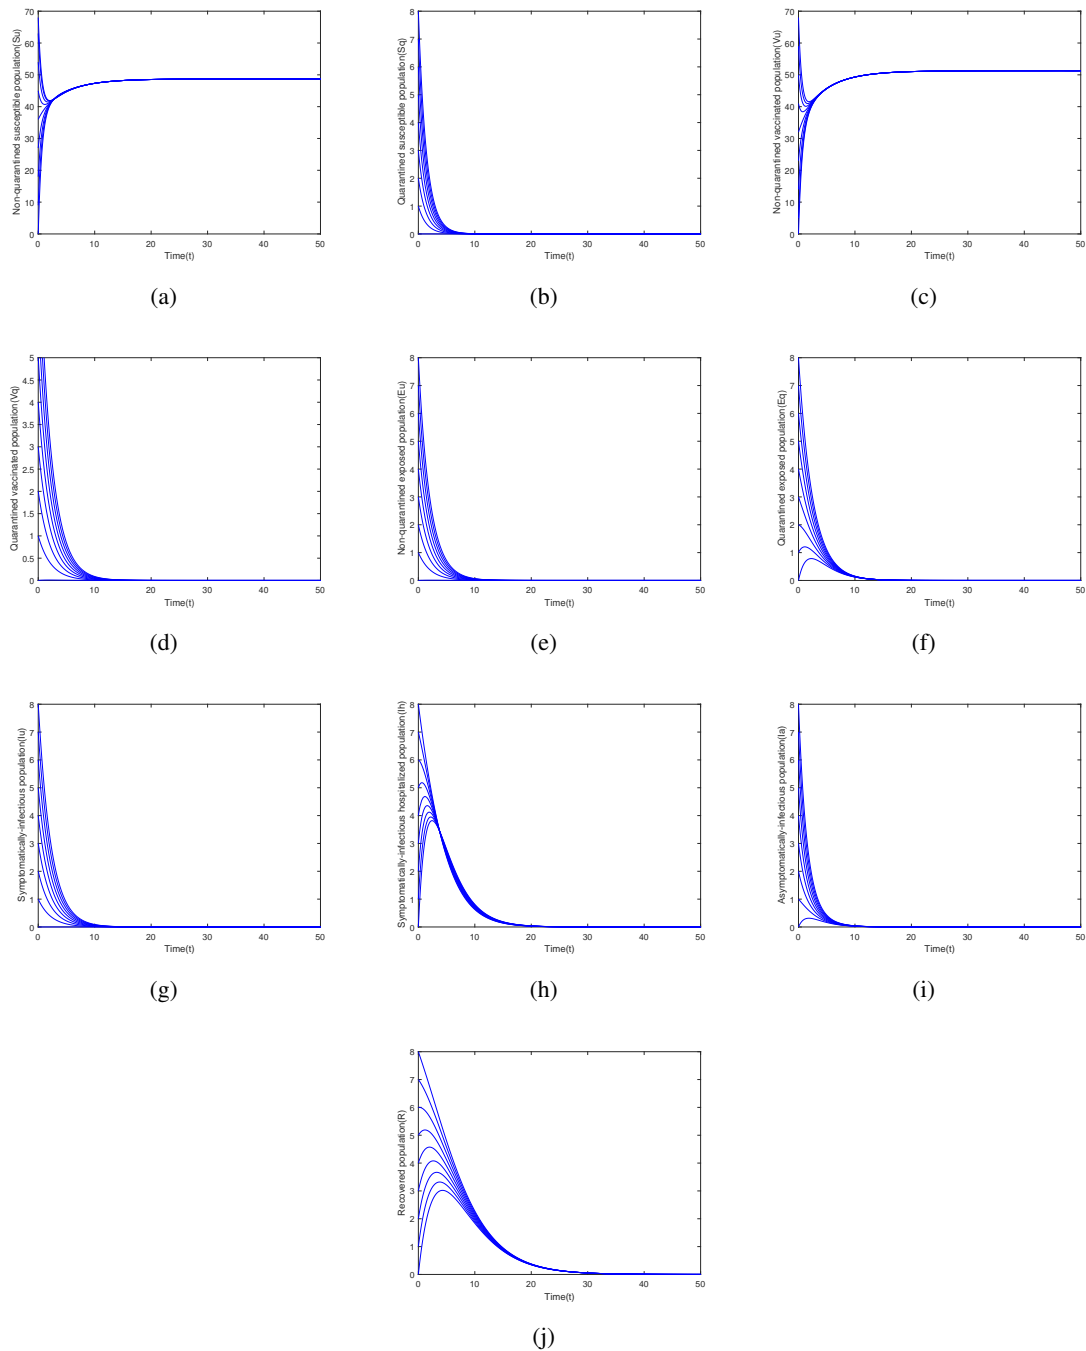 Non-quarantined susceptible population(Su)
70
60
50
40
30
20
10
0
0 10 20 30 40 50
Time(t)
(a)
Quarantined susceptible population(Sq)
8
7
6
5
4
3
2
1
0
0 10 20 30 40 50
Time(t)
(b)
Non-quarantined vaccinated population(Vu)
70
60
50
40
30
20
10
0
0 10 20 30 40 50
Time(t)
(c)
Quarantined vaccinated population(Vq)
5
4.5
4
3.5
3
2.5
2
1.5
1
0.5
0
0 10 20 30 40 50
Time(t)
(d)
Non-quarantined exposed population(Eu)
8
7
6
5
4
3
2
1
0
0 10 20 30 40 50
Time(t)
(e)
Quarantined exposed population(Eq)
8
7
6
5
4
3
2
1
0
0 10 20 30 40 50
Time(t)
(f)
Symptomatically-infectious population(Iu)
8
7
6
5
4
3
2
1
0
0 10 20 30 40 50
Time(t)
(g)
Symptomatically-infectious hospitalized population(Ih)
8
7
6
5
4
3
2
1
0
0 10 20 30 40 50
Time(t)
(h)
Asymptomatically-infectious population(Ia)
8
7
6
5
4
3
2
1
0
0 10 20 30 40 50
Time(t)
(i)
Recovered population(R)
8
7
6
5
4
3
2
1
0
0 10 20 30 40 50
Time(t)
(j)